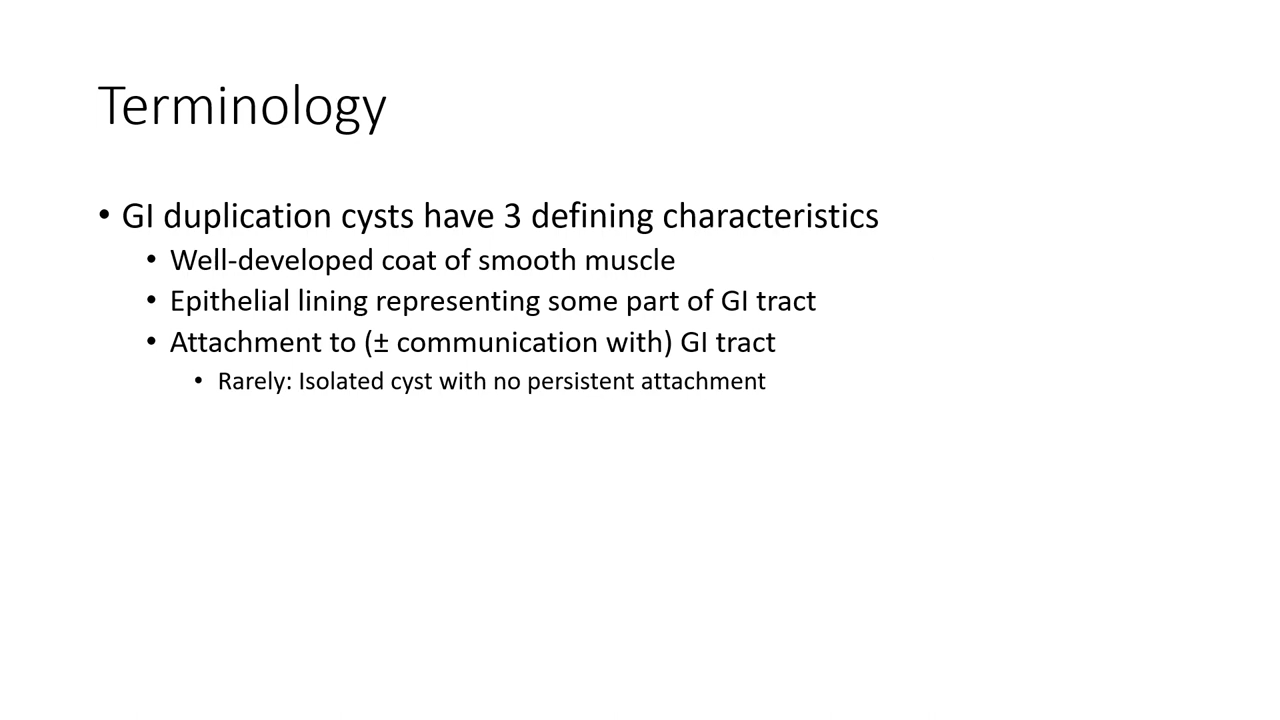 Terminology
• GI duplication cysts have 3 defining characteristics
• Well-developed coat of smooth muscle
• Epithelial lining representing some part of GI tract
• Attachment to (± communication with) GI tract
• Rarely: Isolated cyst with no persistent attachment